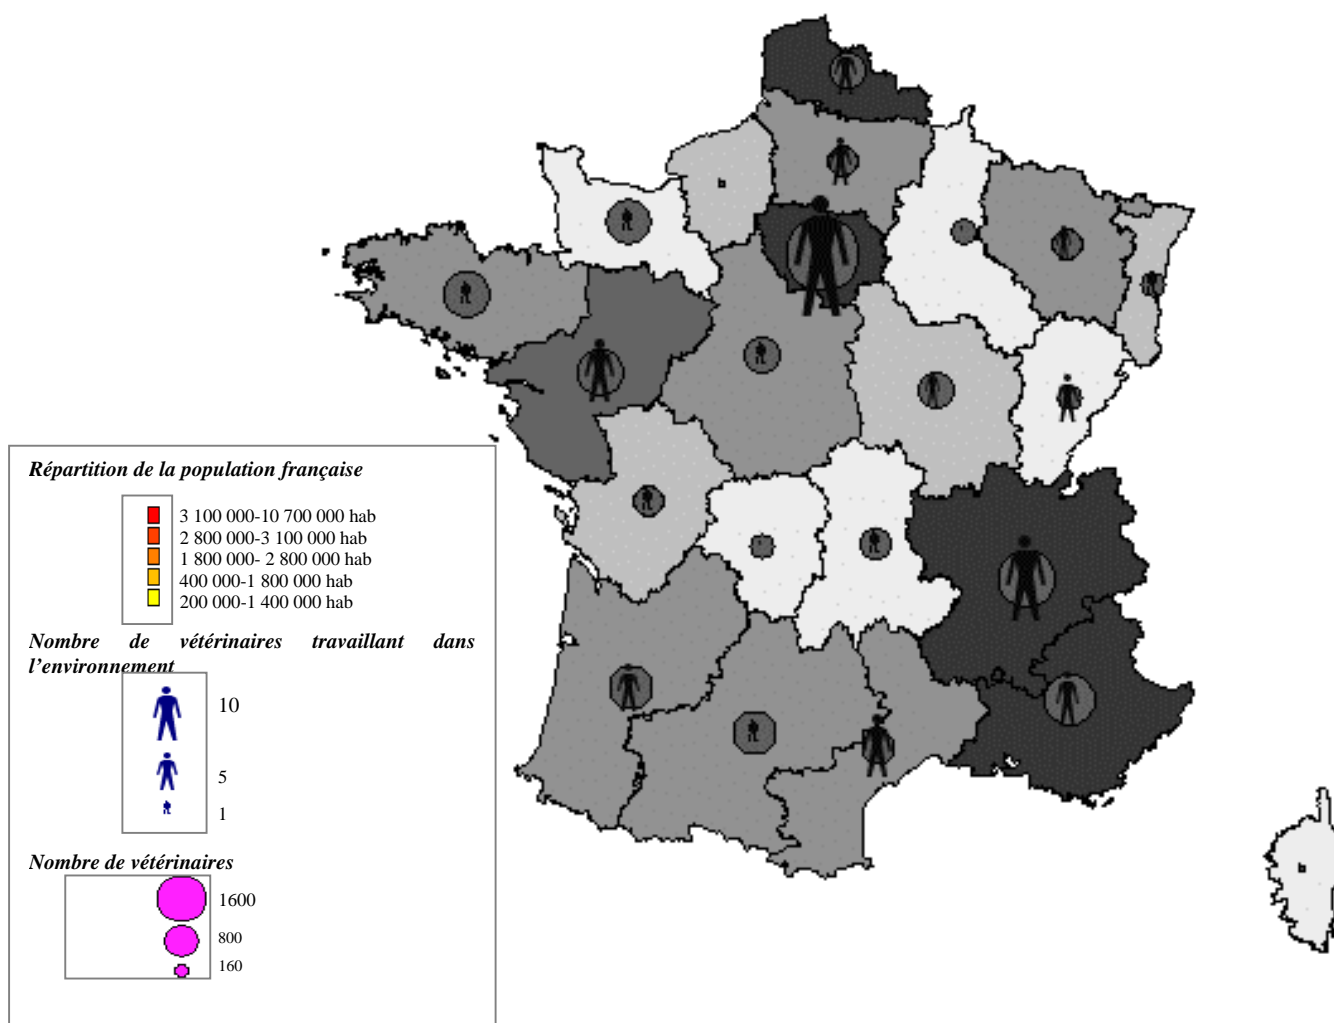 Répartition de la population française
3 100 000-10 700 000 hab
2 800 000-3 100 000 hab
1 800 000- 2 800 000 hab
400 000-1 800 000 hab
200 000-1 400 000 hab
Nombre de vétérinaires travaillant dans
l’environnement
10
5
1
Nombre de vétérinaires
1600
800
160